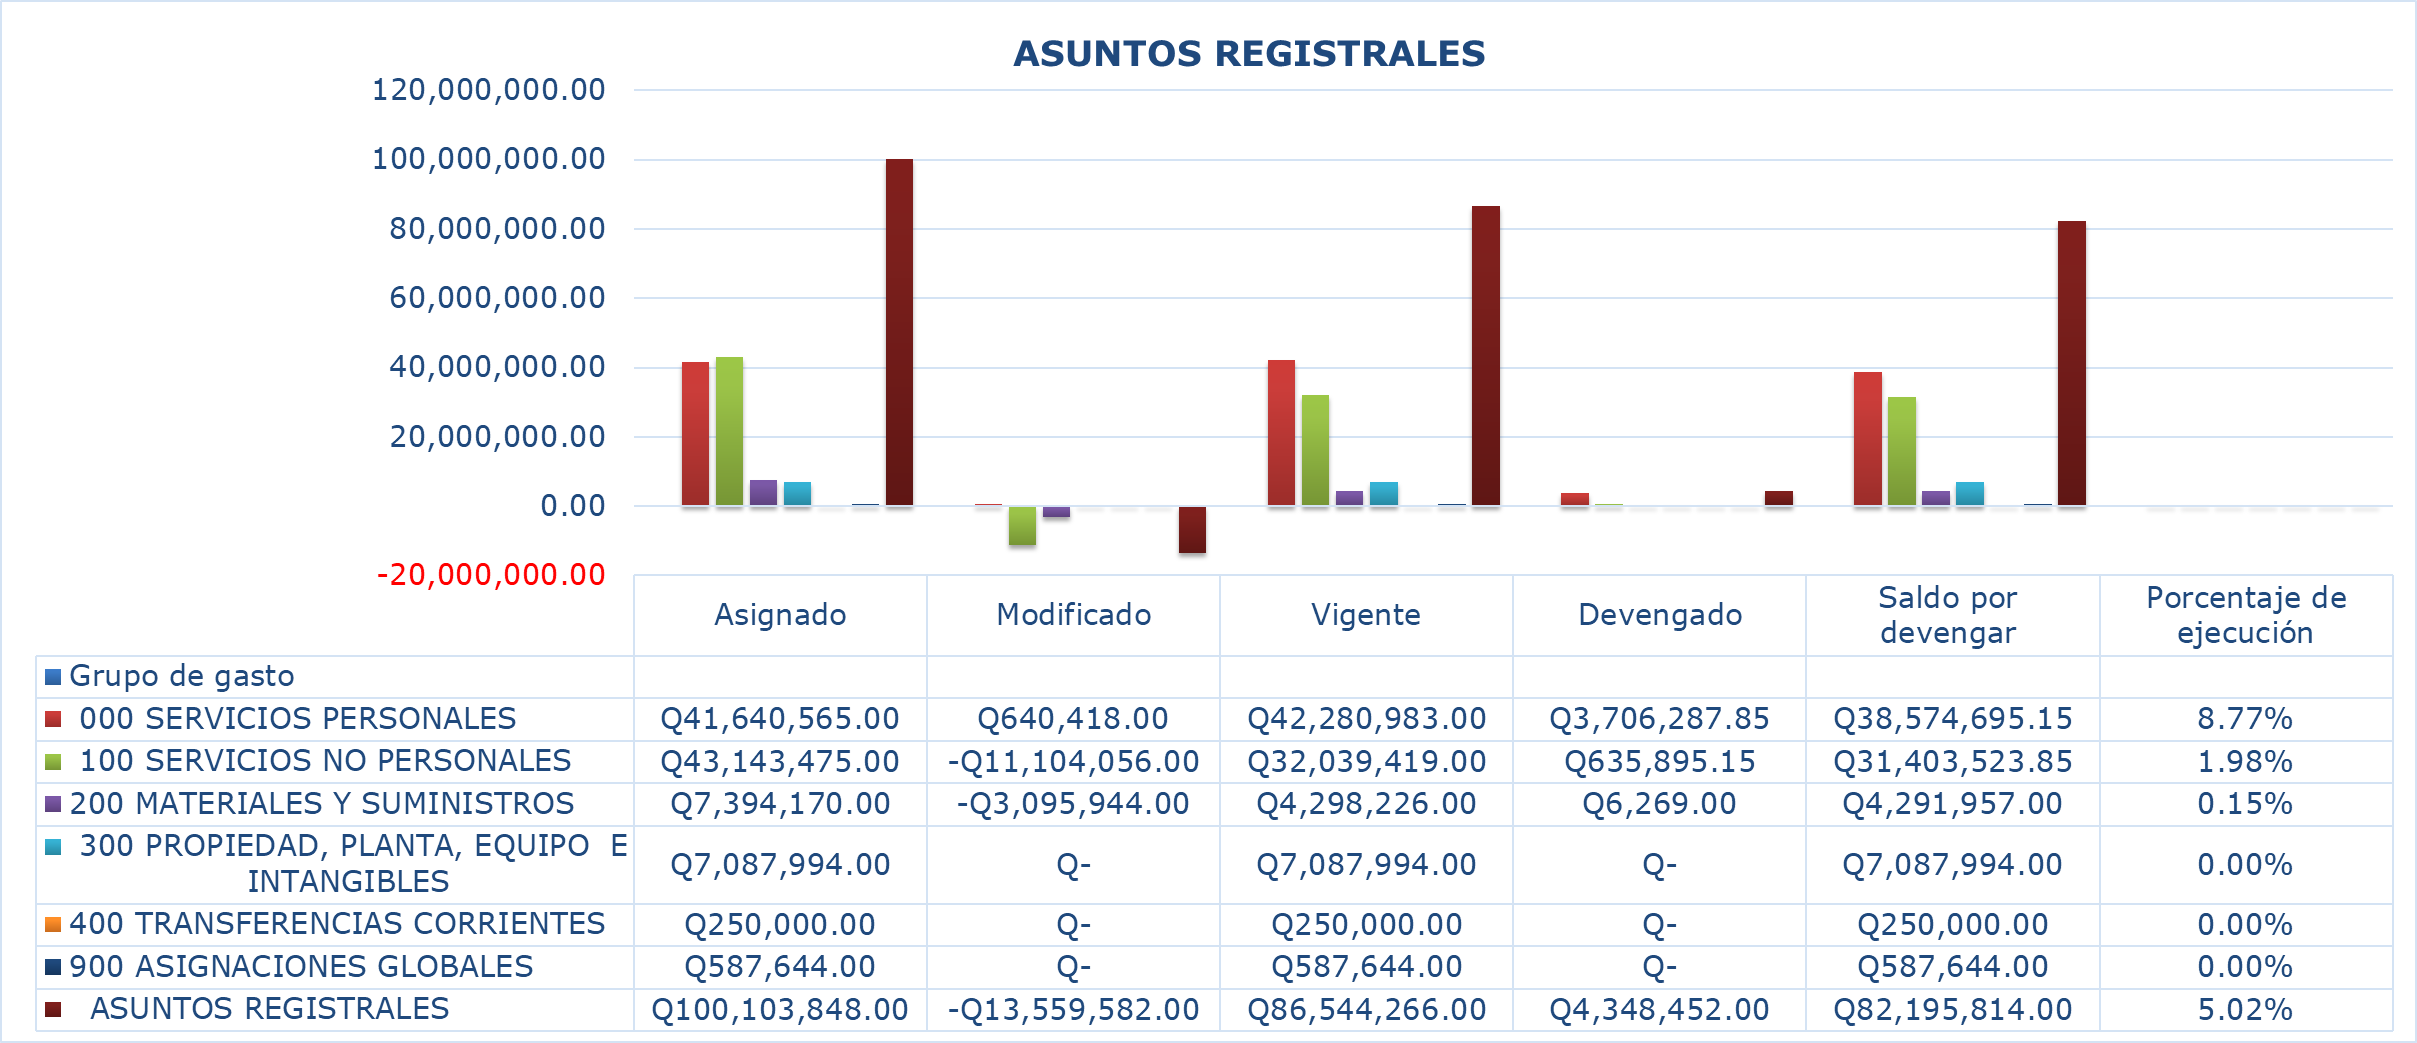 ASUNTOS REGISTRALES
120,000,000.00
100,000,000.00
80,000,000.00
60,000,000.00
40,000,000.00
20,000,000.00
0.00
-20,000,000.00
Asignado Modificado Vigente Devengado Saldo por devengar Porcentaje de ejecución
Grupo de gasto
000 SERVICIOS PERSONALES Q41,640,565.00 Q640,418.00 Q42,280,983.00 Q3,706,287.85 Q38,574,695.15 8.77%
100 SERVICIOS NO PERSONALES Q43,143,475.00 -Q11,104,056.00 Q32,039,419.00 Q635,895.15 Q31,403,523.85 1.98%
200 MATERIALES Y SUMINISTROS Q7,394,170.00 -Q3,095,944.00 Q4,298,226.00 Q6,269.00 Q4,291,957.00 0.15%
300 PROPIEDAD, PLANTA, EQUIPO E INTANGIBLES Q7,087,994.00 Q- Q7,087,994.00 Q- Q7,087,994.00 0.00%
400 TRANSFERENCIAS CORRIENTES Q250,000.00 Q- Q250,000.00 Q- Q250,000.00 0.00%
900 ASIGNACIONES GLOBALES Q587,644.00 Q- Q587,644.00 Q- Q587,644.00 0.00%
ASUNTOS REGISTRALES Q100,103,848.00 -Q13,559,582.00 Q86,544,266.00 Q4,348,452.00 Q82,195,814.00 5.02%